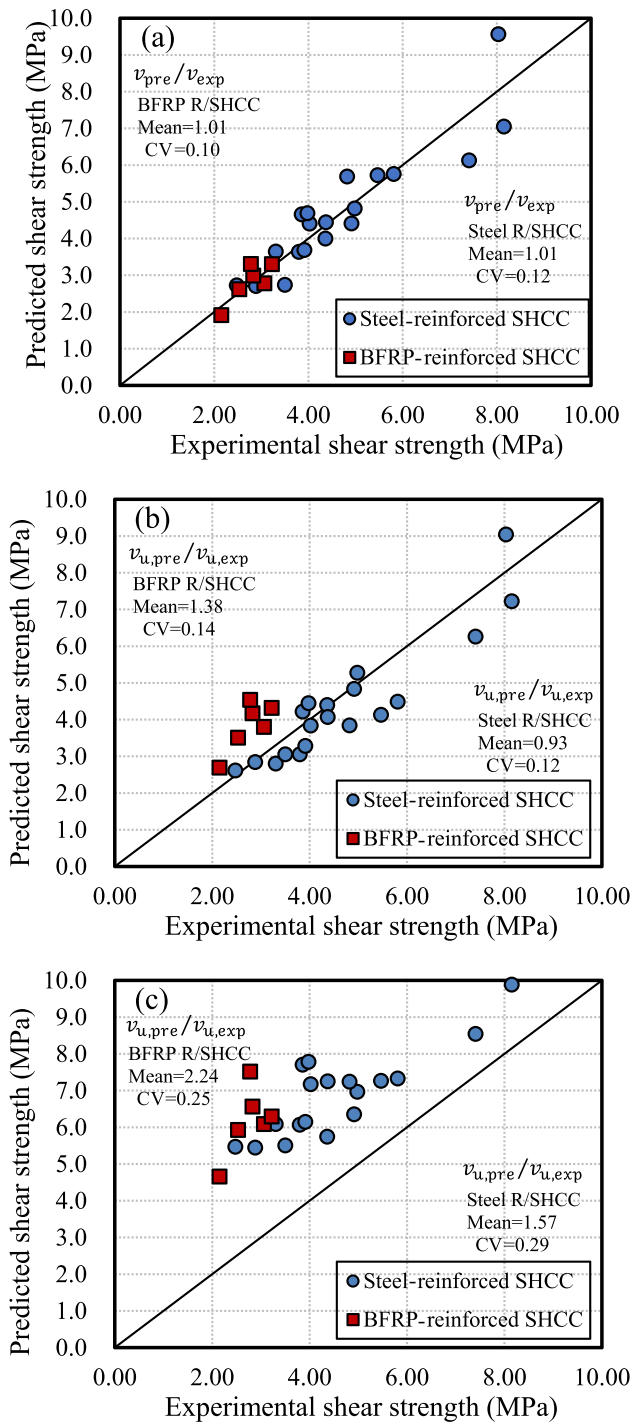 (a)
10.0
9.0
8.0
7.0
6.0
5.0
4.0
3.0
2.0
1.0
0.0
Predicted shear strength (MPa)
v_pre/v_exp
BFRP R/SHCC
Mean=1.01
CV=0.10
v_pre/v_exp
Steel R/SHCC
Mean=1.01
CV=0.12
Steel-reinforced SHCC
BFRP-reinforced SHCC
0.00 2.00 4.00 6.00 8.00 10.00
Experimental shear strength (MPa)
(b)
10.0
9.0
8.0
7.0
6.0
5.0
4.0
3.0
2.0
1.0
0.0
Predicted shear strength (MPa)
v_u,pre/v_u,exp
BFRP R/SHCC
Mean=1.38
CV=0.14
v_u,pre/v_u,exp
Steel R/SHCC
Mean=0.93
CV=0.12
Steel-reinforced SHCC
BFRP-reinforced SHCC
0.00 2.00 4.00 6.00 8.00 10.00
Experimental shear strength (MPa)
(c)
10.0
9.0
8.0
7.0
6.0
5.0
4.0
3.0
2.0
1.0
0.0
Predicted shear strength (MPa)
v_u,pre/v_u,exp
BFRP R/SHCC
Mean=2.24
CV=0.25
v_u,pre/v_u,exp
Steel R/SHCC
Mean=1.57
CV=0.29
Steel-reinforced SHCC
BFRP-reinforced SHCC
0.00 2.00 4.00 6.00 8.00 10.00
Experimental shear strength (MPa)